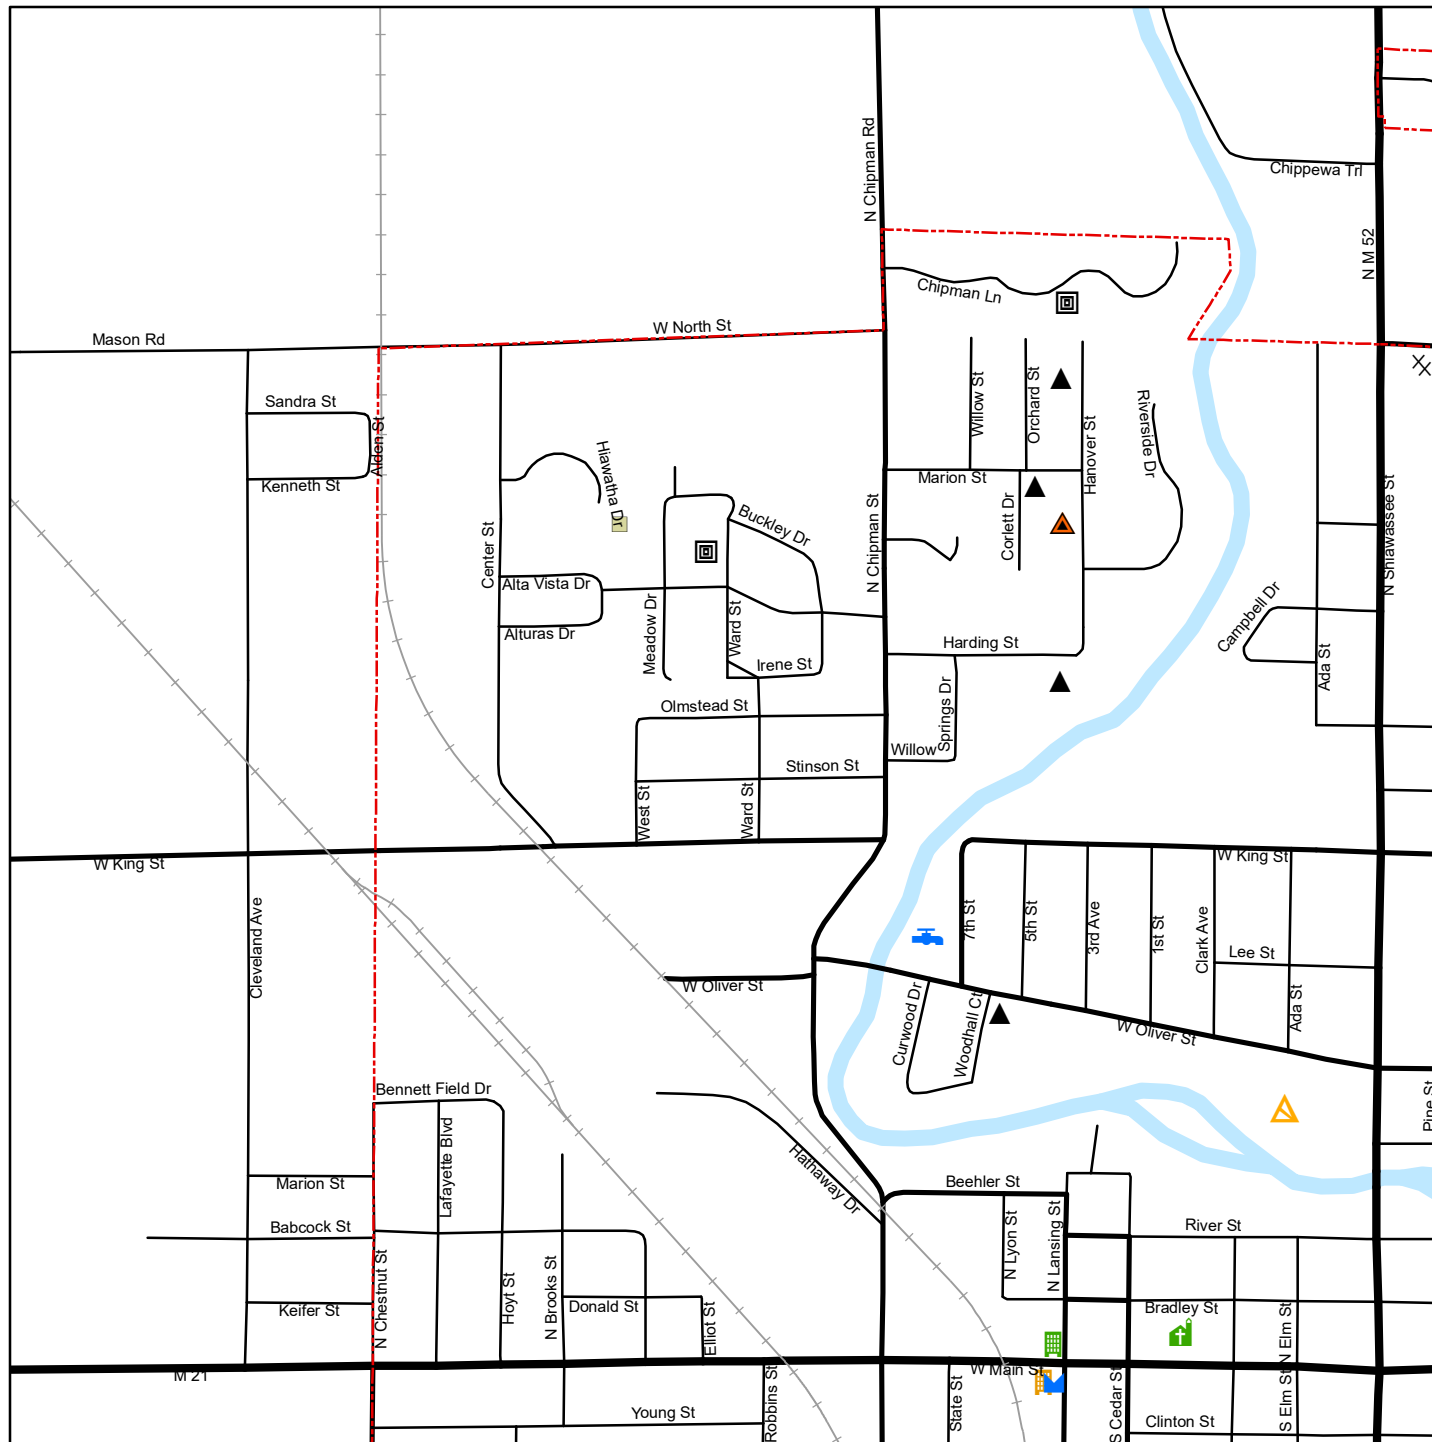 N Chipman Rd
Chippewa Trl
N M 52
Chipman Ln
Mason Rd
W North St
Sandra St
Alden St
Kenneth St
Hiawatha Dr
Willow St
Orchard St
Hanover St
Riverside Dr
Marion St
Corlett Dr
N Chipman St
N Shiawassee St
Buckley Dr
Center St
Alta Vista Dr
Alturas Dr
Meadow Dr
Ward St
Irene St
Harding St
Campbell Dr
Ada St
Olmstead St
Springs Dr
Willow
Stinson St
West St
Ward St
W King St
W King St
Cleveland Ave
7th St
5th St
3rd Ave
1st St
Clark Ave
Lee St
Ada St
W Oliver St
Curwood Dr
Woodhall Ct
W Oliver St
Bennett Field Dr
Lafayette Blvd
Pine St
Hathaway Dr
Marion St
Beehler St
Babcock St
River St
N Lyon St
N Lansing St
N Chestnut St
Hoyt St
N Brooks St
Keifer St
Donald St
Elliot St
Bradley St
N Elm St
M 21
W Main St
Robbins St
State St
S Cedar St
S Elm St
Young St
Clinton St